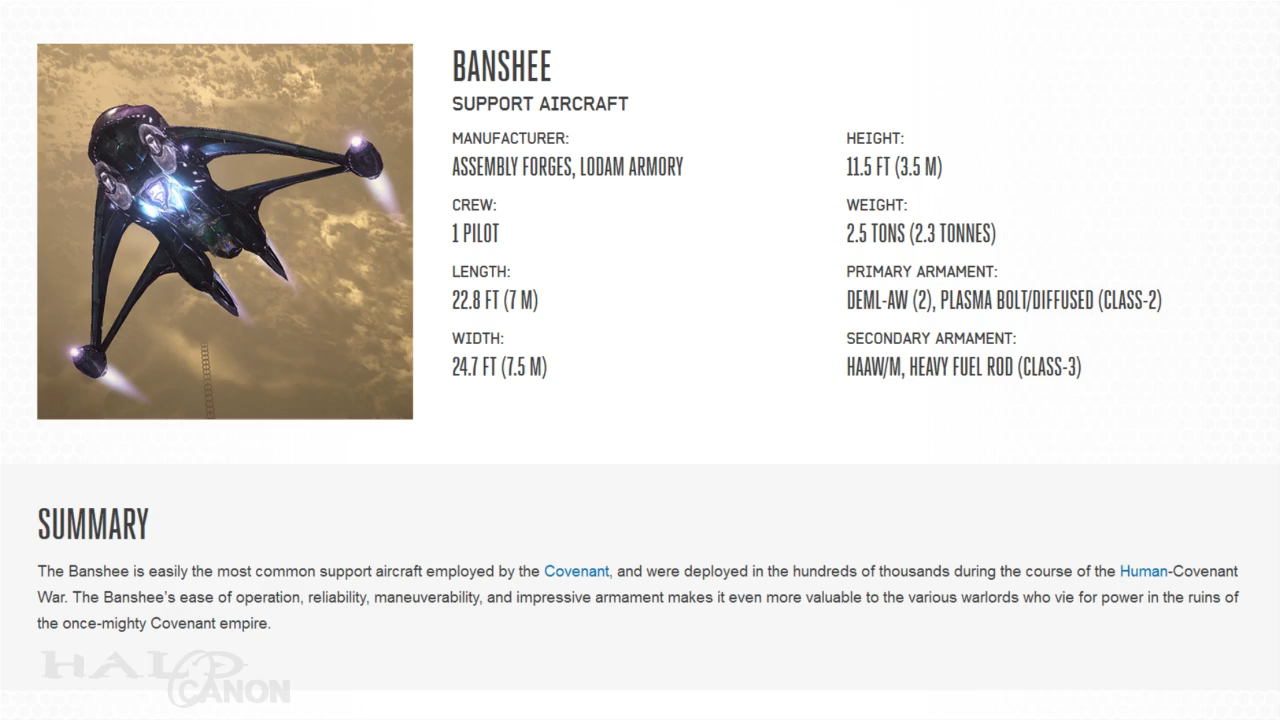 BANSHEE
SUPPORT AIRCRAFT
MANUFACTURER:
ASSEMBLY FORGES, LODAM ARMORY
CREW:
1 PILOT
LENGTH:
22.8 FT (7 M)
WIDTH:
24.7 FT (7.5 M)
HEIGHT:
11.5 FT (3.5 M)
WEIGHT:
2.5 TONS (2.3 TONNES)
PRIMARY ARMAMENT:
DEML-AW (2), PLASMA BOLT/DIFFUSED (CLASS-2)
SECONDARY ARMAMENT:
HAAW/M, HEAVY FUEL ROD (CLASS-3)
SUMMARY
The Banshee is easily the most common support aircraft employed by the Covenant, and were deployed in the hundreds of thousands during the course of the Human-Covenant
War. The Banshee's ease of operation, reliability, maneuverability, and impressive armament makes it even more valuable to the various warlords who vie for power in the ruins of
the once-mighty Covenant empire.
HALO
CANON